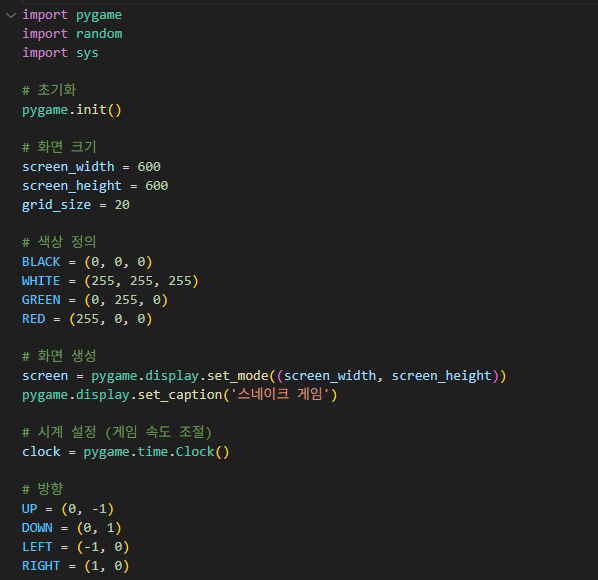 import pygame
import random
import sys
# 초기화
pygame.init()
# 화면 크기
screen_width = 600
screen_height = 600
grid_size = 20
# 색상 정의
BLACK = (0, 0, 0)
WHITE = (255, 255, 255)
GREEN = (0, 255, 0)
RED = (255, 0, 0)
# 화면 생성
screen = pygame.display.set_mode((screen_width, screen_height))
pygame.display.set_caption('스네이크 게임')
# 시계 설정 (게임 속도 조절)
clock = pygame.time.Clock()
# 방향
UP = (0, -1)
DOWN = (0, 1)
LEFT = (-1, 0)
RIGHT = (1, 0)